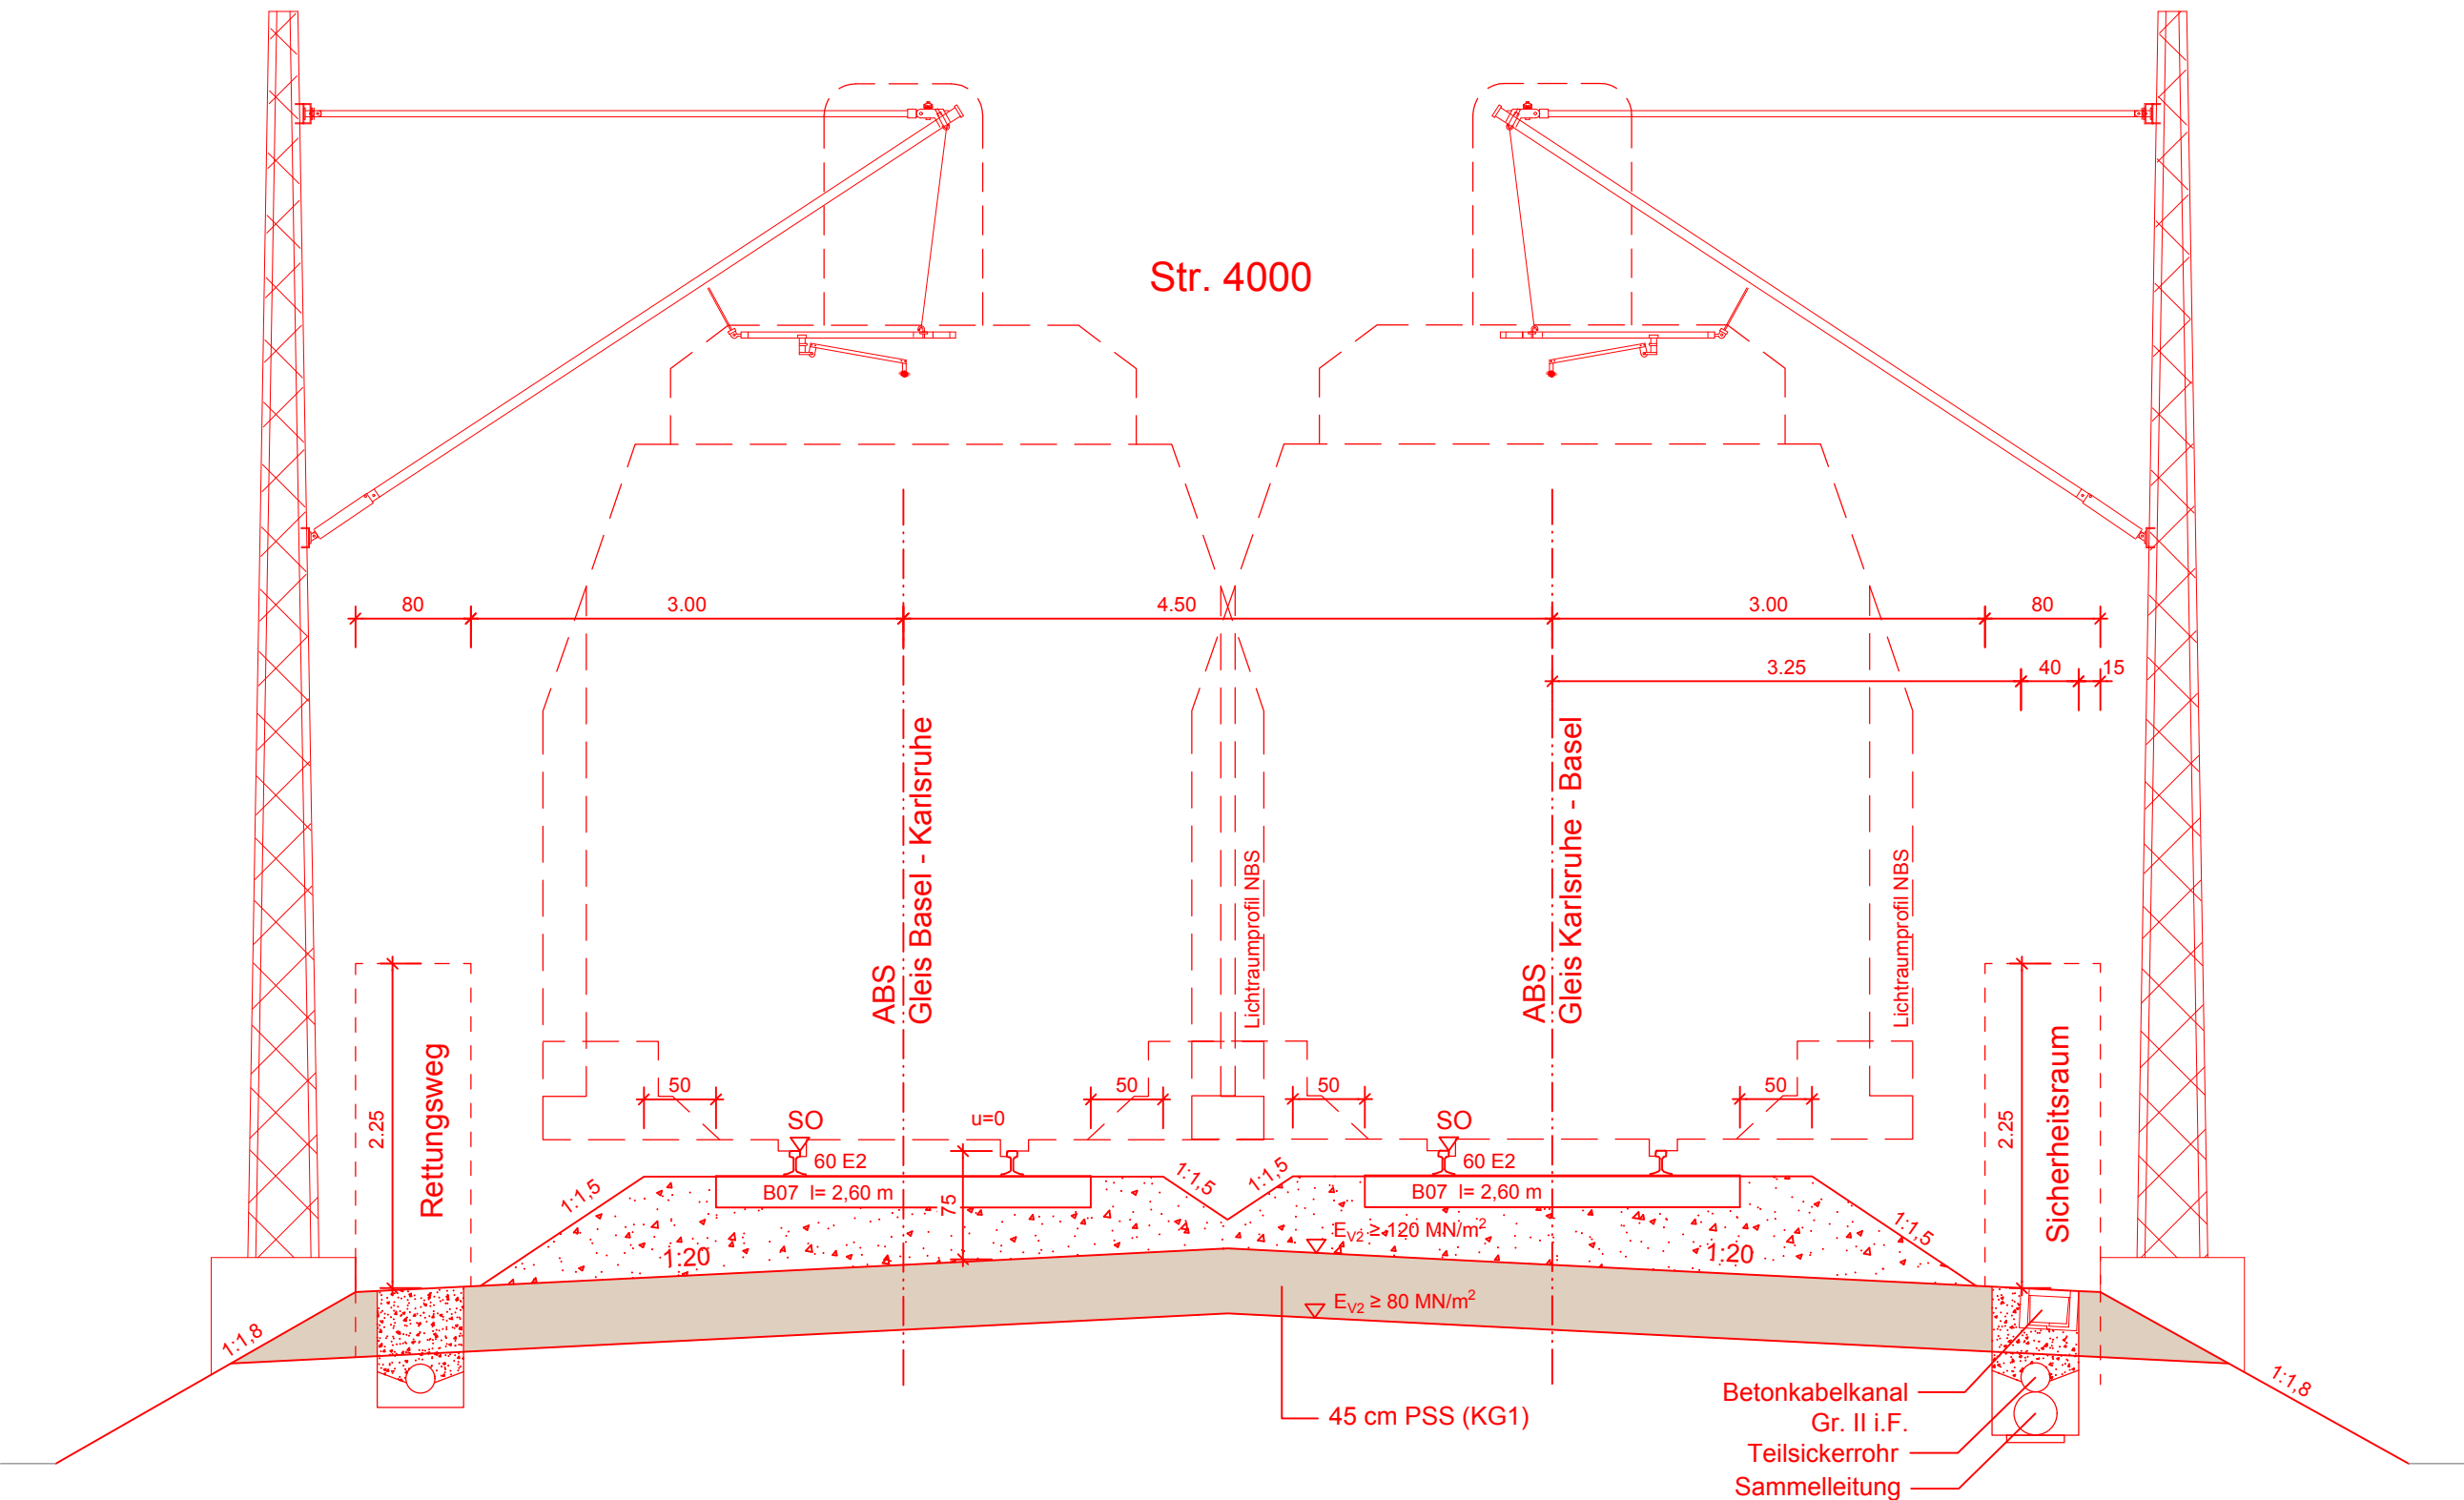 Str. 4000
80
3.00
4.50
3.00
80
3.25
40
15
ABS
Gleis Basel - Karlsruhe
ABS
Gleis Karlsruhe - Basel
Lichtraumprofil NBS
Lichtraumprofil NBS
Rettungsweg
2.25
Sicherheitsraum
2.25
50
50
50
50
SO
u=0
SO
60 E2
60 E2
B07 l= 2,60 m
B07 l= 2,60 m
75
1:1,5
1:1,5
1:1,5
1:1,5
1:20
1:20
EV2 ≥ 120 MN/m²
EV2 ≥ 80 MN/m²
1:1,8
1:1,8
45 cm PSS (KG1)
Betonkabelkanal
Gr. II i.F.
Teilsickerrohr
Sammelleitung